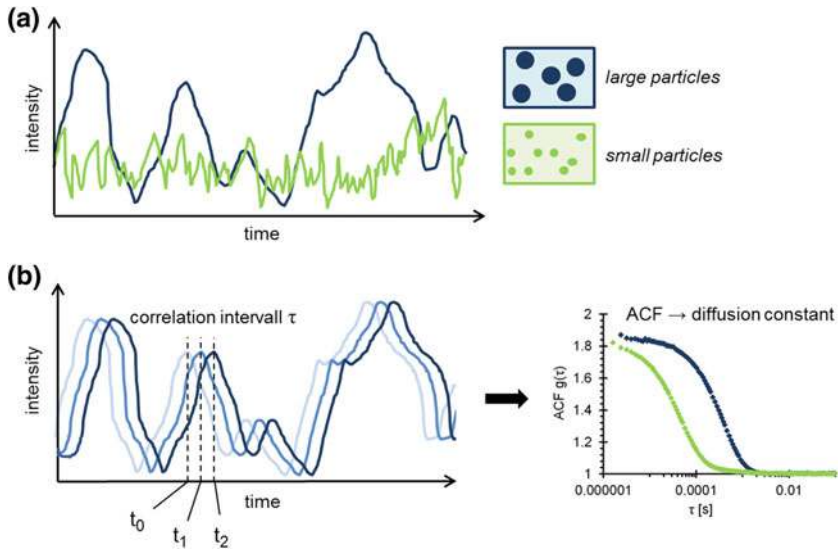 (a)
intensity
time
large particles
small particles
(b)
correlation intervall τ
intensity
time
t0
t1
t2
ACF → diffusion constant
ACF g(τ)
2
1.8
1.6
1.4
1.2
1
0.000001
0.0001
0.01
τ [s]